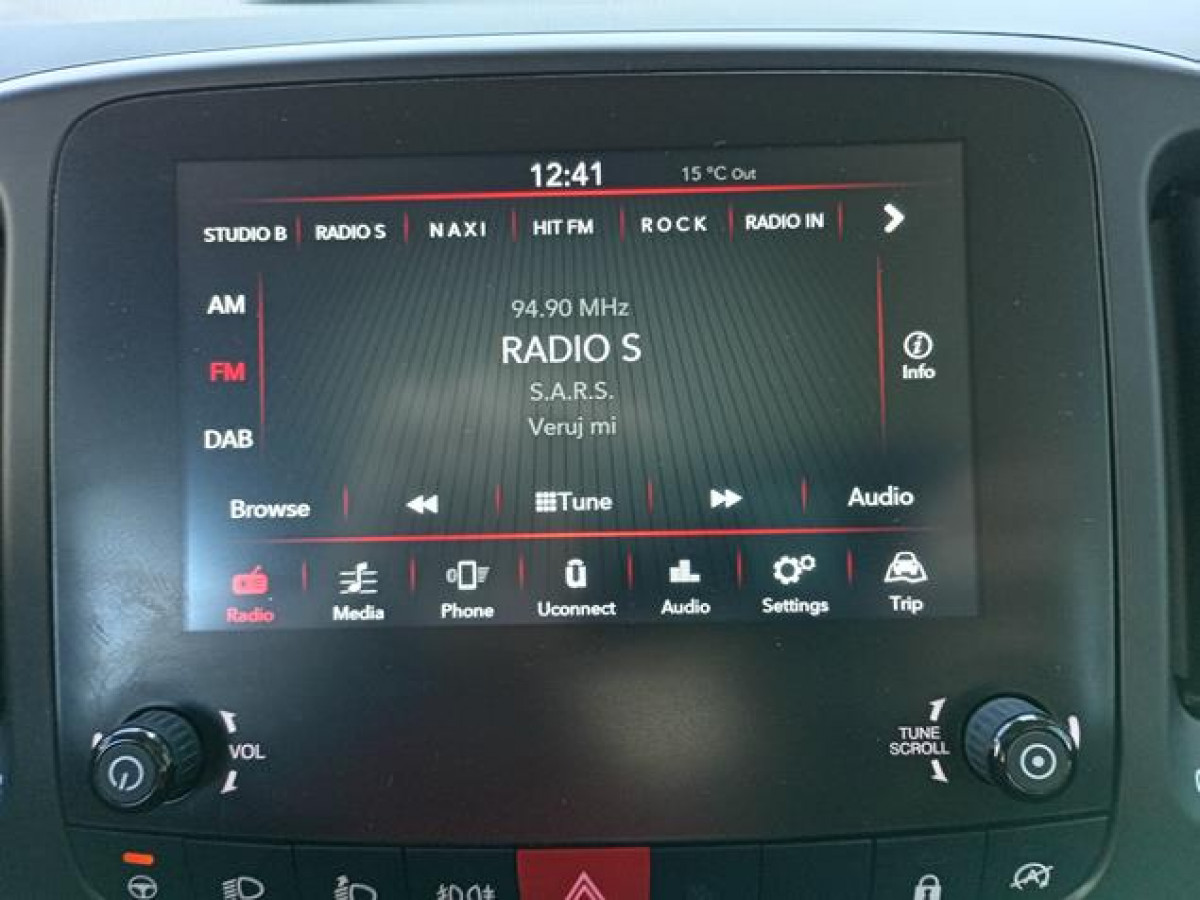 12:41 15 °C Out
STUDIO B RADIO S NAXI HIT FM ROCK RADIO IN
94.90 MHz
RADIO S
S.A.R.S.
Veruj mi
AM
FM
DAB
Info
Browse Tune Audio
Radio Media Phone Uconnect Audio Settings Trip
VOL
TUNE
SCROLL